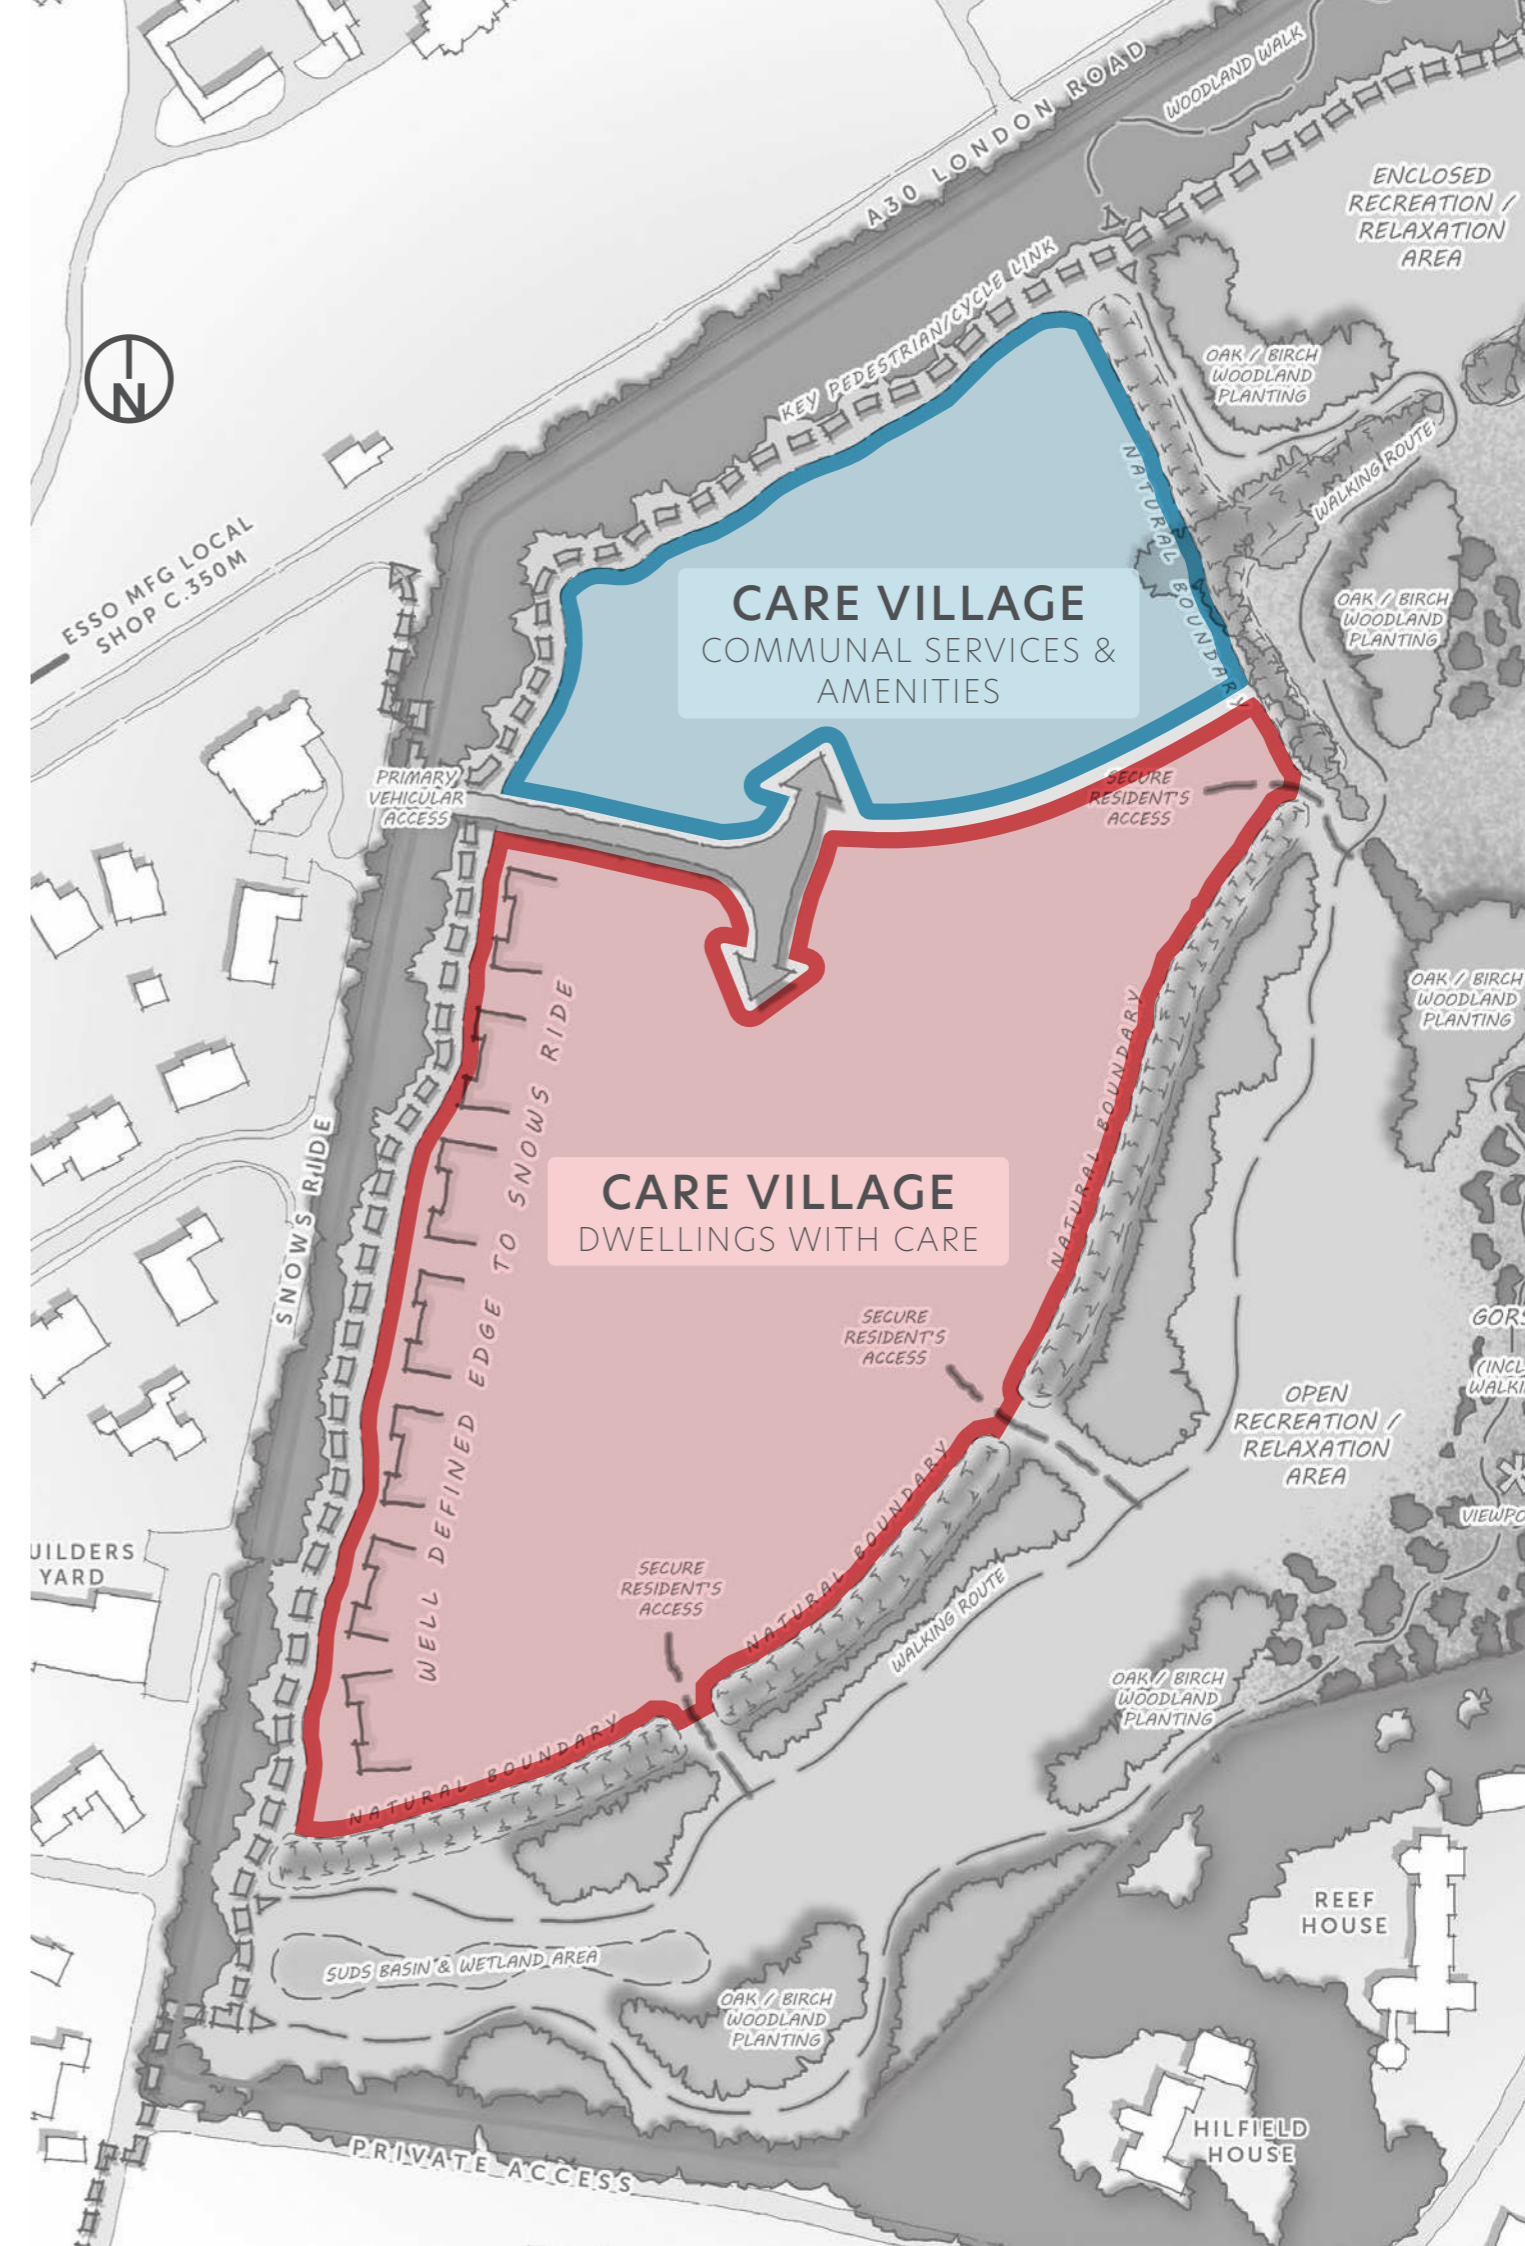 WOODLAND WALK
A30 LONDON ROAD
ENCLOSED
RECREATION /
RELAXATION
AREA
KEY PEDESTRIAN/CYCLE LINK
OAK / BIRCH
WOODLAND
PLANTING
N
WALKING ROUTE
NATURAL BOUNDARY
ESSO MFG LOCAL
SHOP C.350M
CARE VILLAGE
COMMUNAL SERVICES &
AMENITIES
OAK / BIRCH
WOODLAND
PLANTING
PRIMARY
VEHICULAR
ACCESS
SECURE
RESIDENT'S
ACCESS
OAK / BIRCH
WOODLAND
PLANTING
NATURAL BOUNDARY
WELL DEFINED EDGE TO SNOWS RIDE
SNOWS RIDE
CARE VILLAGE
DWELLINGS WITH CARE
SECURE
RESIDENT'S
ACCESS
OPEN
RECREATION /
RELAXATION
AREA
NATURAL BOUNDARY
SECURE
RESIDENT'S
ACCESS
YARD
WALKING ROUTE
OAK / BIRCH
WOODLAND
PLANTING
NATURAL BOUNDARY
REEF
HOUSE
SUDS BASIN & WETLAND AREA
OAK / BIRCH
WOODLAND
PLANTING
HILFIELD
HOUSE
PRIVATE ACCESS